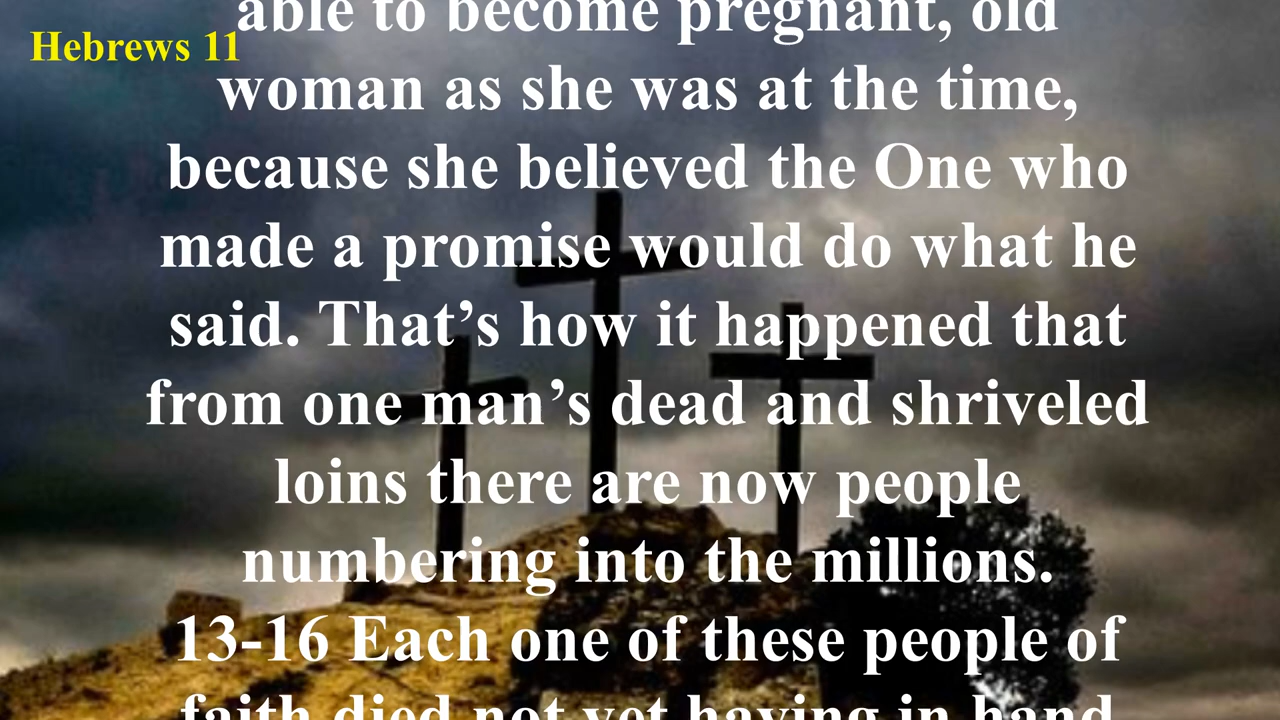 Hebrews 11
able to become pregnant, old
woman as she was at the time,
because she believed the One who
made a promise would do what he
said. That’s how it happened that
from one man’s dead and shriveled
loins there are now people
numbering into the millions.
13-16 Each one of these people of
faith died not yet having in hand